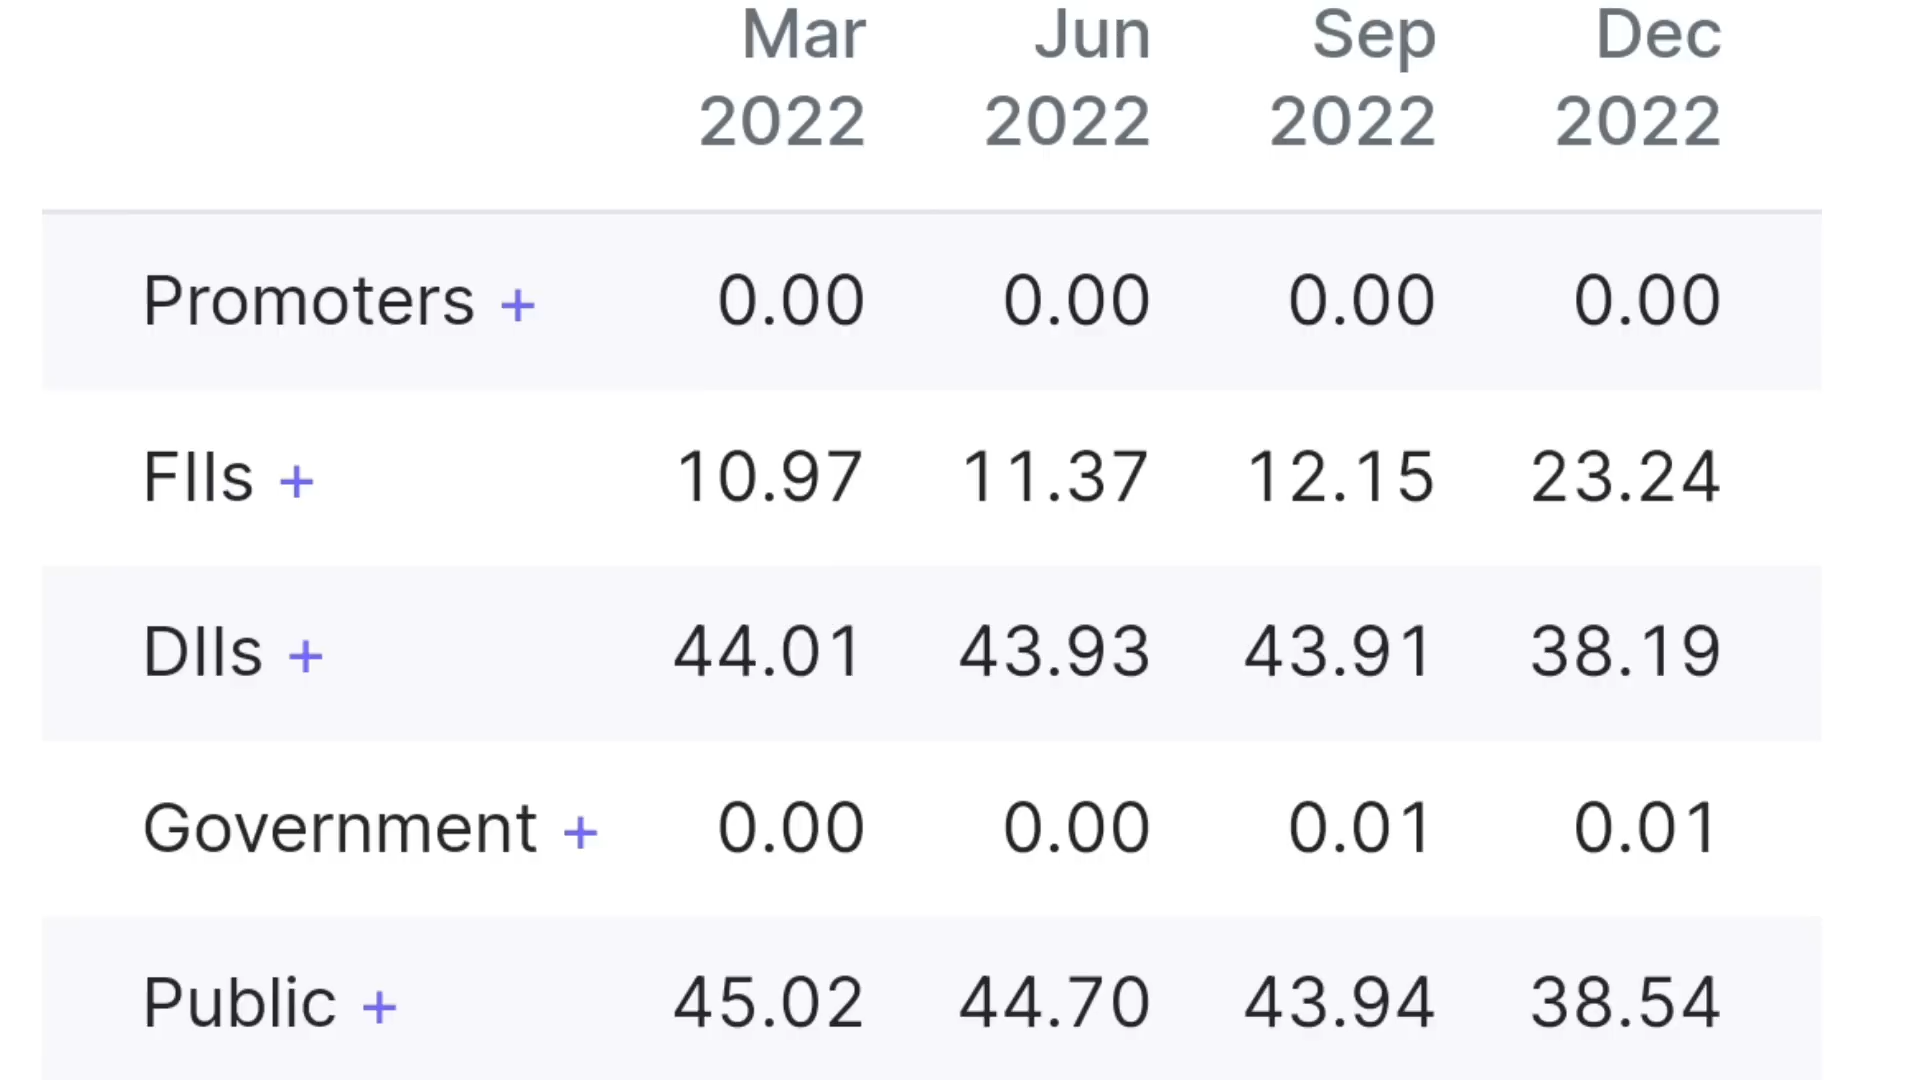 Mar Jun Sep Dec
2022 2022 2022 2022
Promoters + 0.00 0.00 0.00 0.00
FIIs + 10.97 11.37 12.15 23.24
DIIs + 44.01 43.93 43.91 38.19
Government + 0.00 0.00 0.01 0.01
Public + 45.02 44.70 43.94 38.54